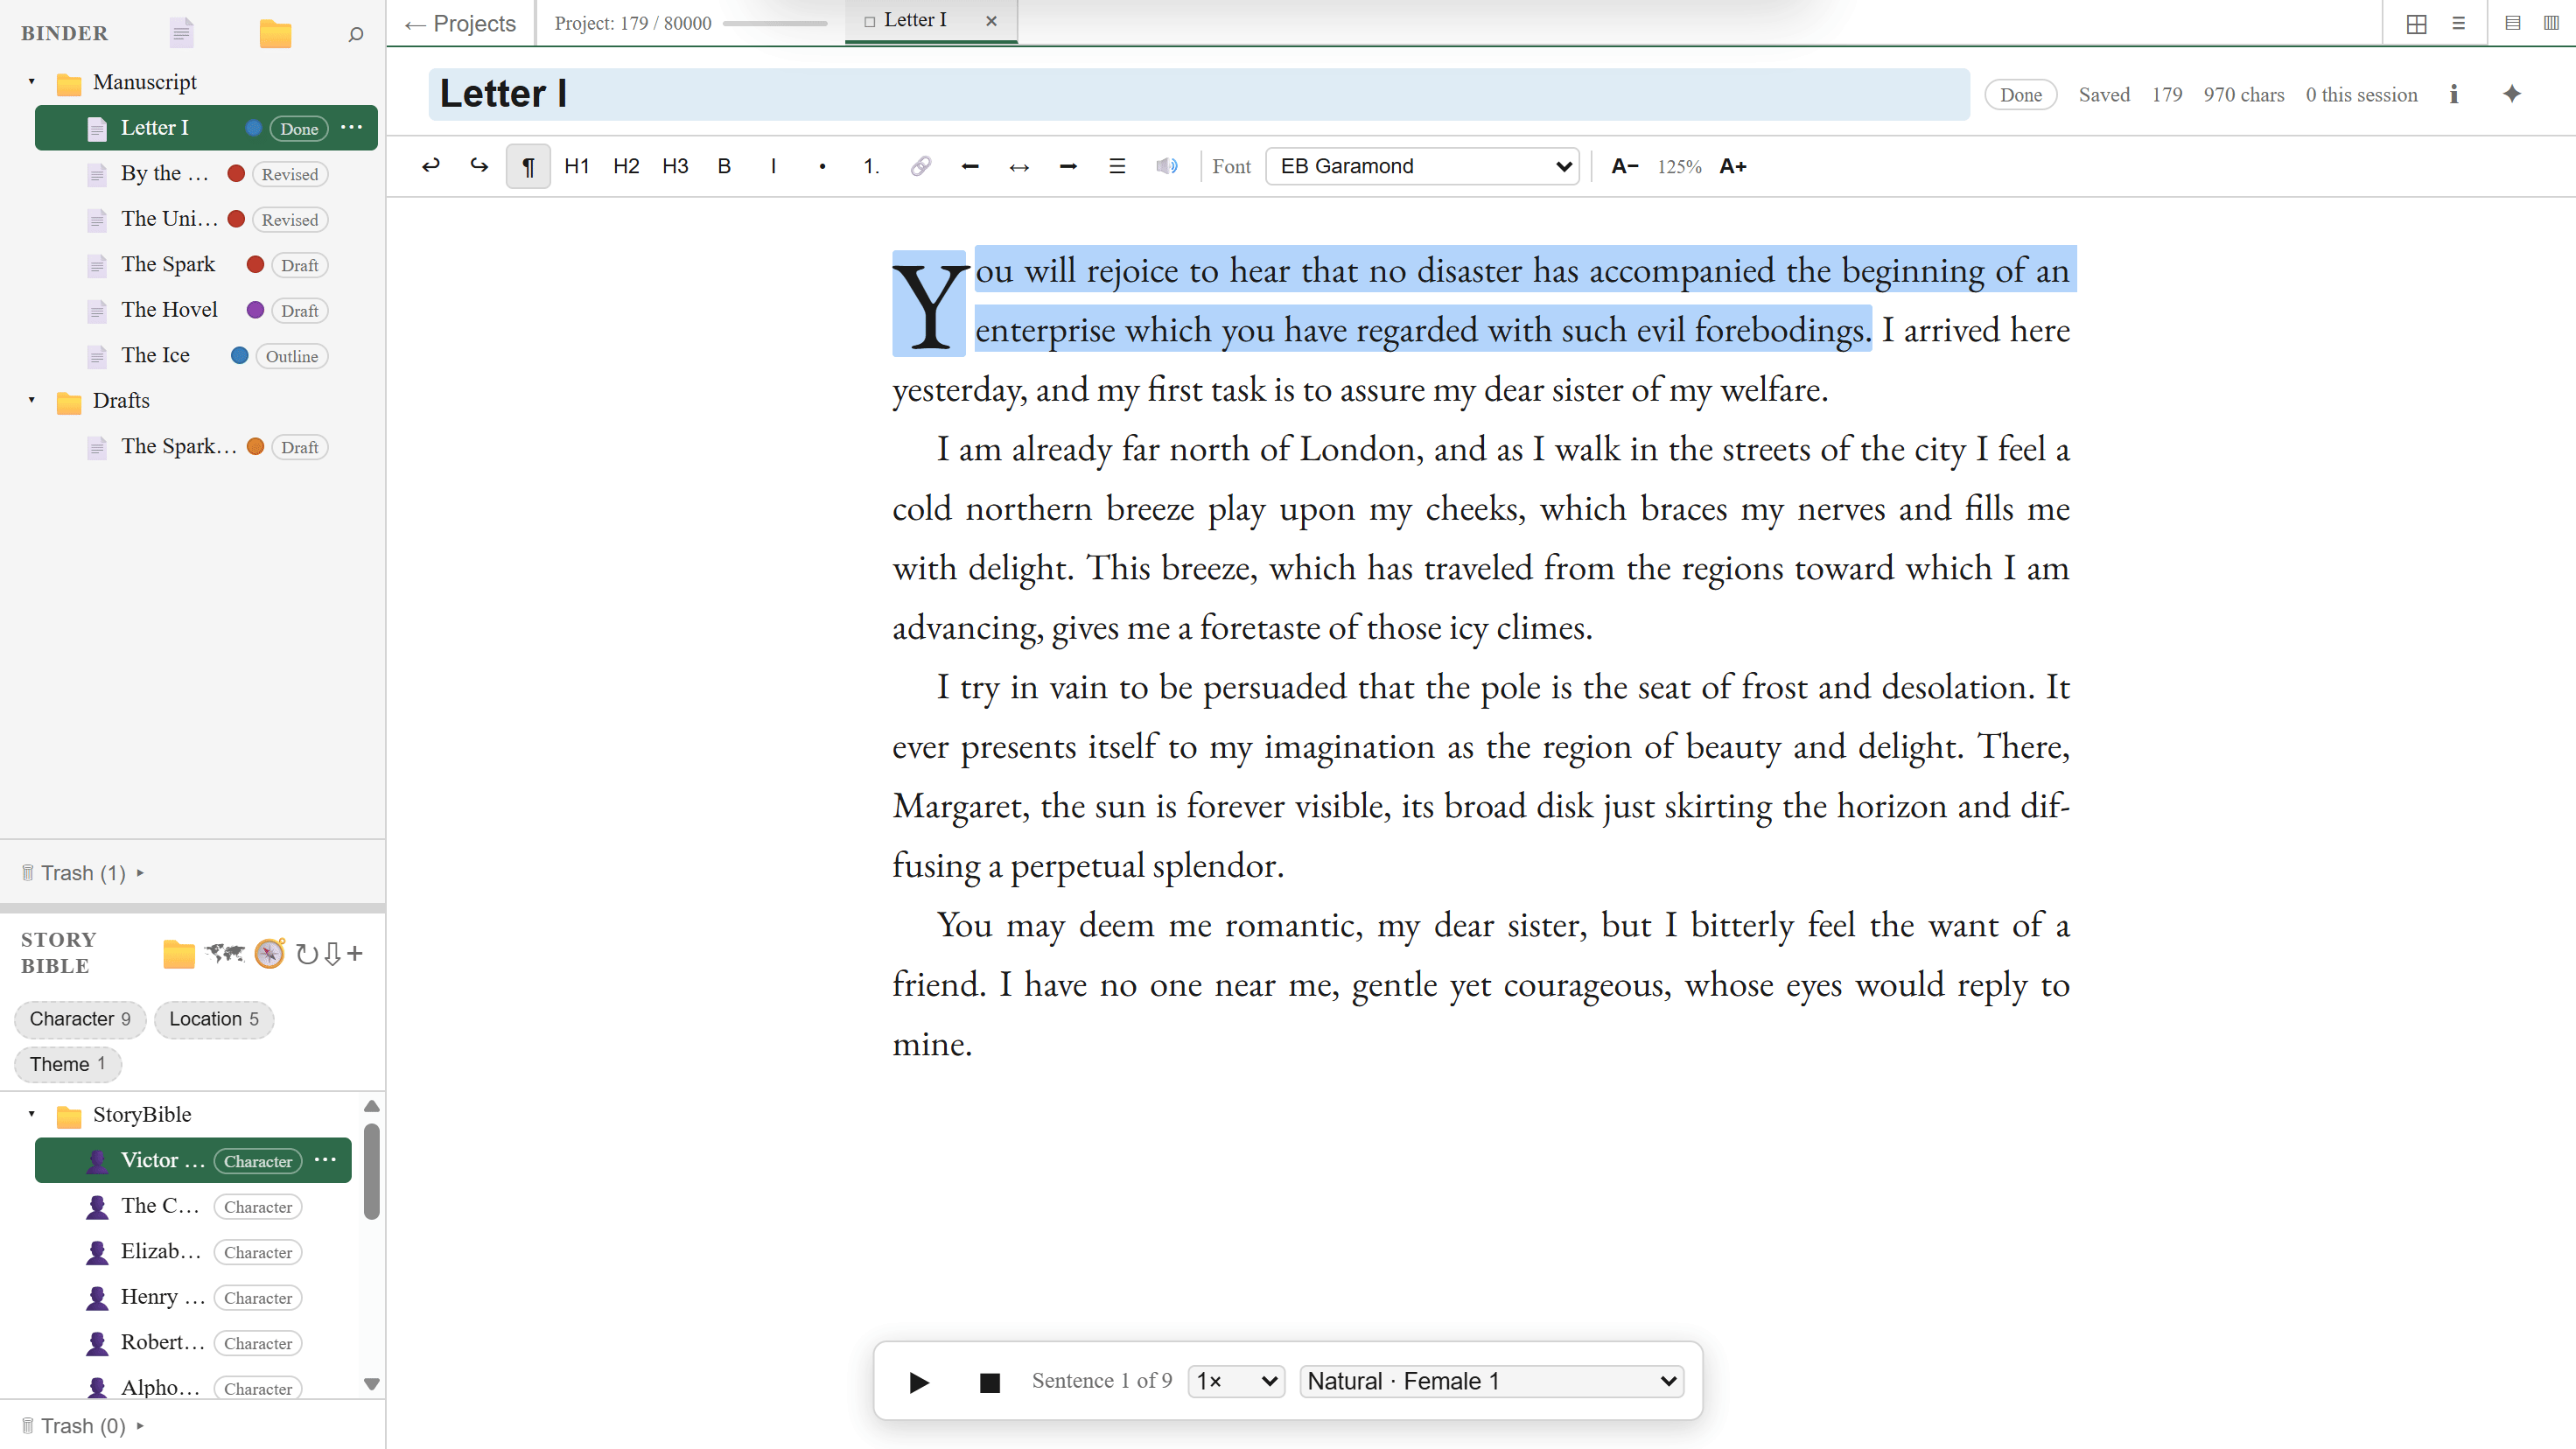 BINDER
Manuscript
Letter I Done ...
By the ... Revised
The Uni... Revised
The Spark Draft
The Hovel Draft
The Ice Outline
Drafts
The Spark... Draft
Trash (1)
STORY
BIBLE
Character 9 Location 5
Theme 1
StoryBible
Victor ... Character ...
The C... Character
Elizab... Character
Henry ... Character
Robert... Character
Alpho... Character
Trash (0)
← Projects Project: 179 / 80000 Letter I ×
Letter I Done Saved 179 970 chars 0 this session
¶ H1 H2 H3 B I • 1. Font EB Garamond A− 125% A+
You will rejoice to hear that no disaster has accompanied the beginning of an
enterprise which you have regarded with such evil forebodings. I arrived here
yesterday, and my first task is to assure my dear sister of my welfare.
I am already far north of London, and as I walk in the streets of the city I feel a
cold northern breeze play upon my cheeks, which braces my nerves and fills me
with delight. This breeze, which has traveled from the regions toward which I am
advancing, gives me a foretaste of those icy climes.
I try in vain to be persuaded that the pole is the seat of frost and desolation. It
ever presents itself to my imagination as the region of beauty and delight. There,
Margaret, the sun is forever visible, its broad disk just skirting the horizon and dif-
fusing a perpetual splendor.
You may deem me romantic, my dear sister, but I bitterly feel the want of a
friend. I have no one near me, gentle yet courageous, whose eyes would reply to
mine.
Sentence 1 of 9 1× Natural · Female 1